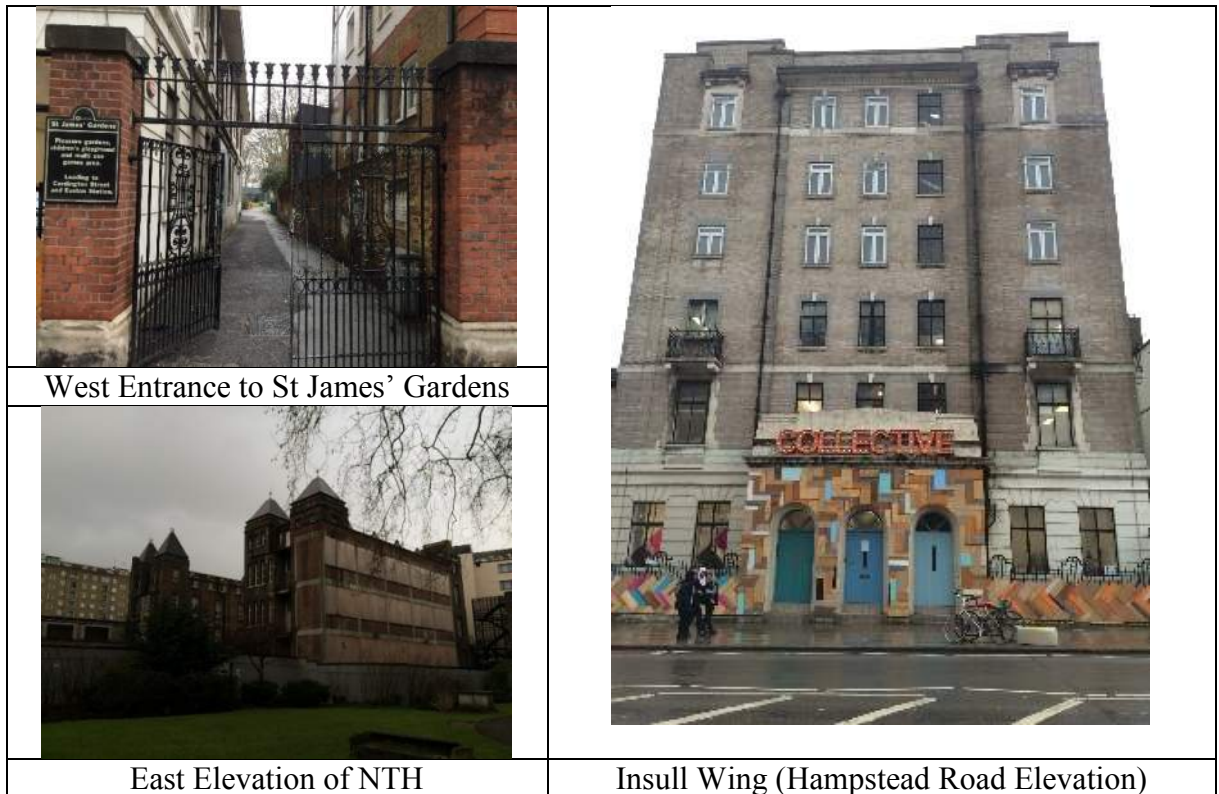 St James' Gardens
Pleasure gardens,
children's playground
and multi use
games area.
Leading to
Cardington Street
and Euston Station.
West Entrance to St James' Gardens
East Elevation of NTH
COLLECTIVE
Insull Wing (Hampstead Road Elevation)